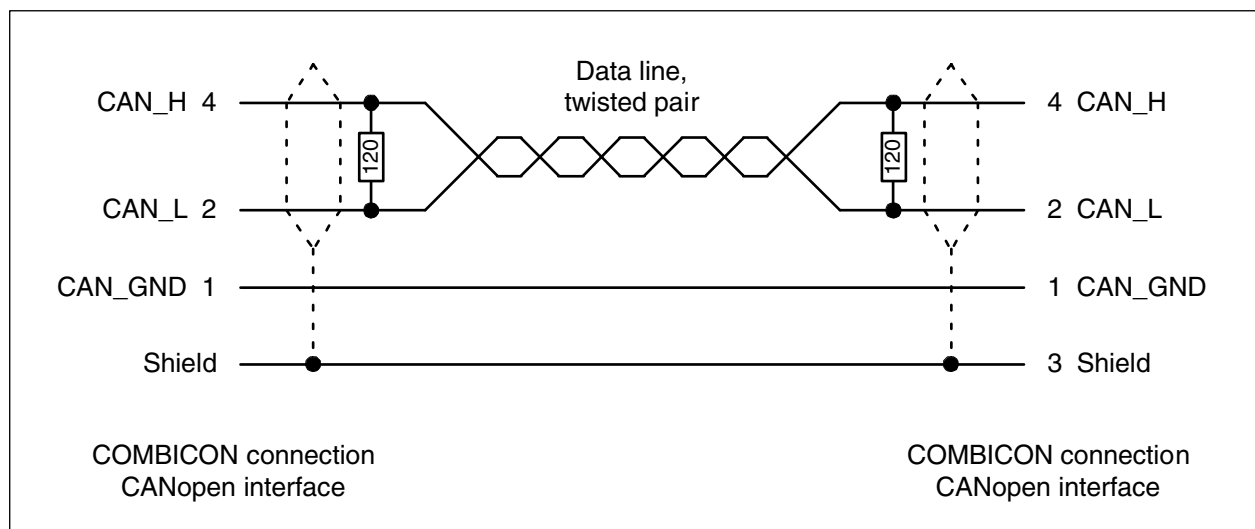 Data line,
twisted pair
CAN_H 4
4 CAN_H
120
120
CAN_L 2
2 CAN_L
CAN_GND 1
1 CAN_GND
Shield
3 Shield
COMBICON connection
CANopen interface
COMBICON connection
CANopen interface